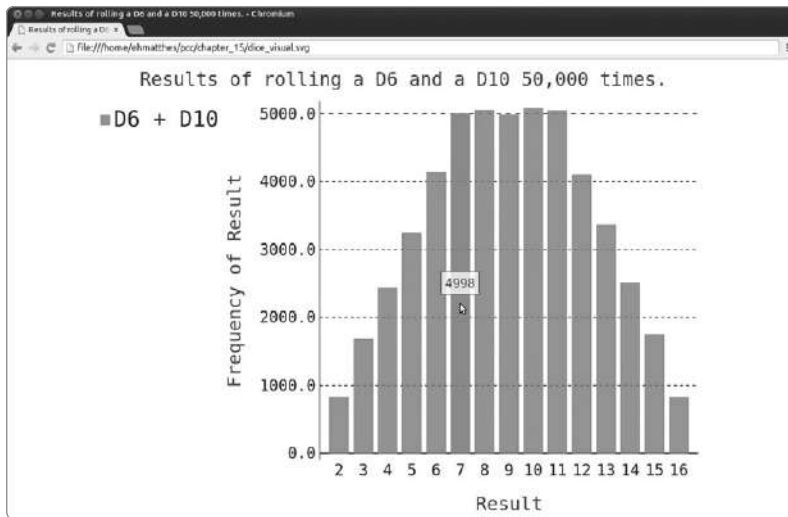 Results of rolling a D6 and a D10 50,000 times. - Chromium
Results of rolling a D6
file:///home/ehmatthes/pcc/chapter_15/dice_visual.svg
Results of rolling a D6 and a D10 50,000 times.
D6 + D10
Frequency of Result
5000.0
4000.0
3000.0
4998
2000.0
1000.0
0.0
2 3 4 5 6 7 8 9 10 11 12 13 14 15 16
Result